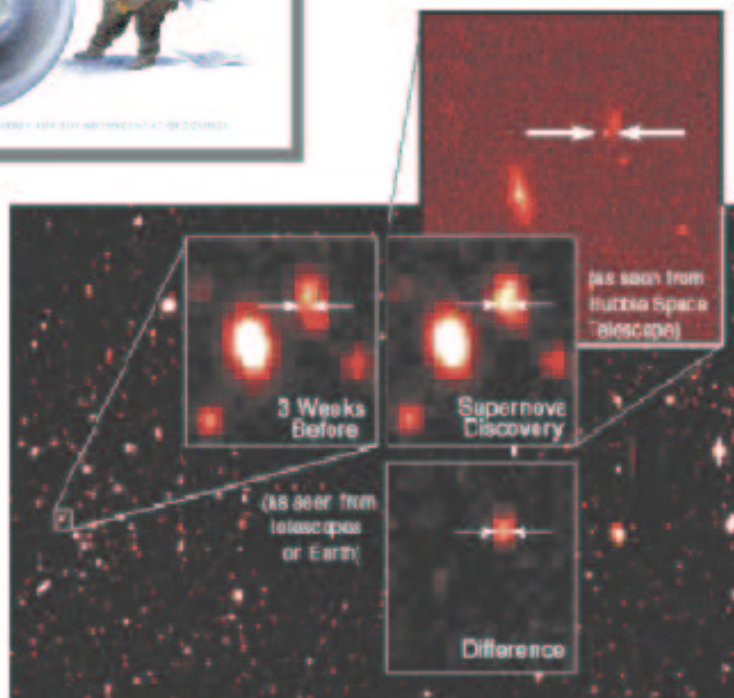 (as seen from
Hubble Space
Telescope)
3 Weeks
Before
Supernova
Discovery
(as seen from
telescopes
on Earth)
Difference